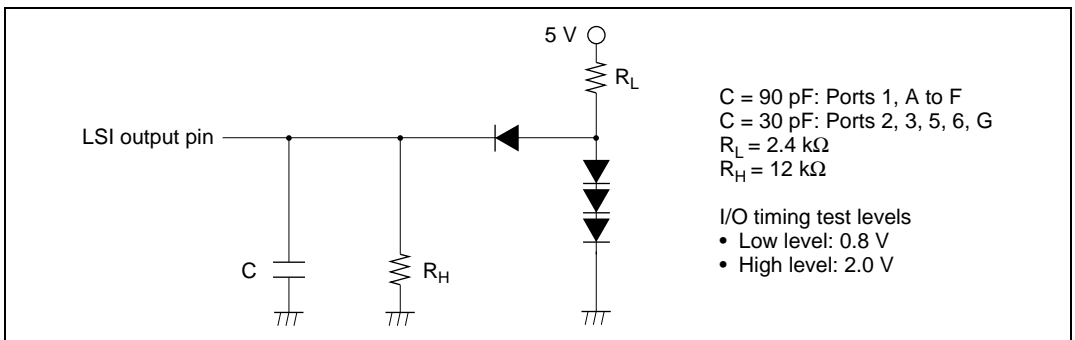 5 V
R_L
LSI output pin
C
R_H
C = 90 pF: Ports 1, A to F
C = 30 pF: Ports 2, 3, 5, 6, G
R_L = 2.4 kΩ
R_H = 12 kΩ
I/O timing test levels
• Low level: 0.8 V
• High level: 2.0 V